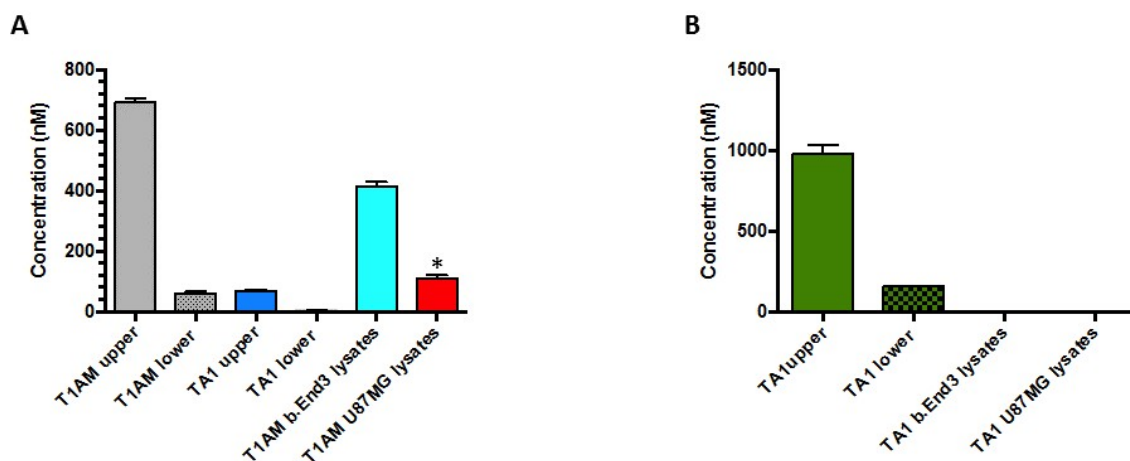 A
Concentration (nM)
800
600
400
200
0
*
T1AM upper
T1AM lower
TA1 upper
TA1 lower
T1AM b.End3 lysates
T1AM U87MG lysates
B
Concentration (nM)
1500
1000
500
0
TA1upper
TA1 lower
TA1 b.End3 lysates
TA1 U87MG lysates